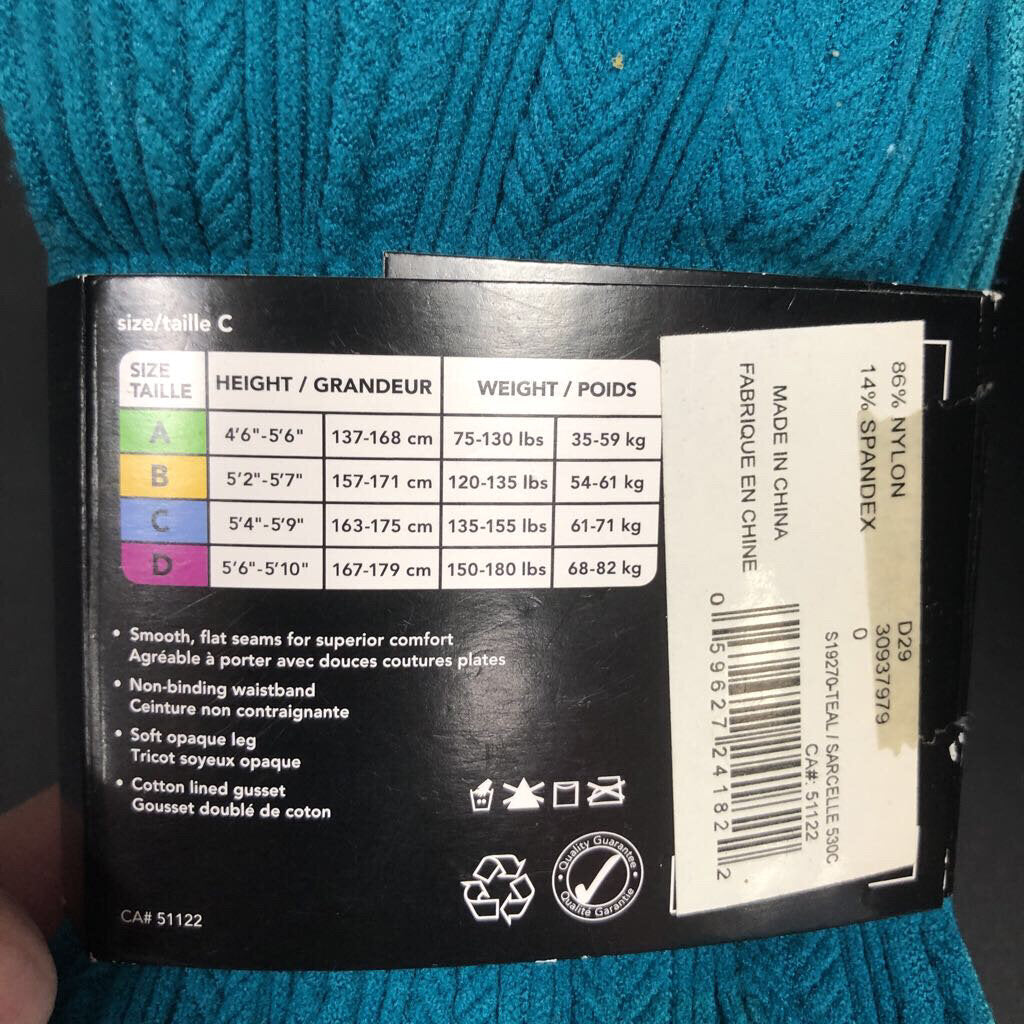 size/taille C
SIZE TAILLE HEIGHT / GRANDEUR WEIGHT / POIDS
A 4'6"-5'6" 137-168 cm 75-130 lbs 35-59 kg
B 5'2"-5'7" 157-171 cm 120-135 lbs 54-61 kg
C 5'4"-5'9" 163-175 cm 135-155 lbs 61-71 kg
D 5'6"-5'10" 167-179 cm 150-180 lbs 68-82 kg
• Smooth, flat seams for superior comfort
Agréable à porter avec douces coutures plates
• Non-binding waistband
Ceinture non contraignante
• Soft opaque leg
Tricot soyeux opaque
• Cotton lined gusset
Gousset doublé de coton
CA# 51122
Quality Guarantee
Qualité Garantie
86% NYLON
14% SPANDEX
MADE IN CHINA
FABRIQUE EN CHINE
D29
30937979
0
S19270-TEAL / SARCELLE 530C
CA#: 51122
0 59627 24182 2